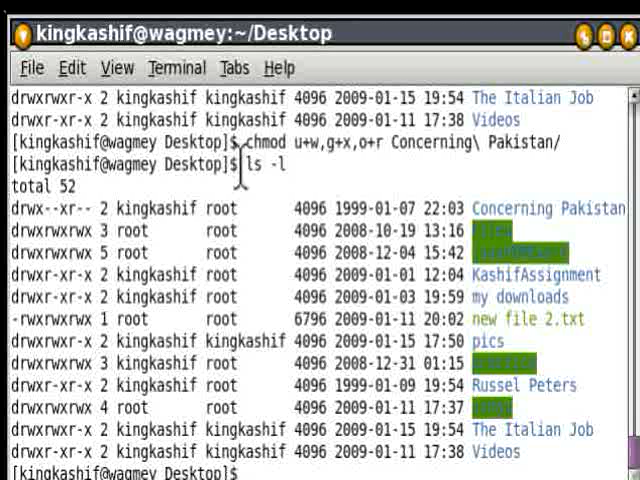 kingkashif@wagmey:~/Desktop
File Edit View Terminal Tabs Help
drwxrwxr-x 2 kingkashif kingkashif 4096 2009-01-15 19:54 The Italian Job
drwxrwxr-x 2 kingkashif kingkashif 4096 2009-01-11 17:38 Videos
[kingkashif@wagmey Desktop]$ chmod u+w,g+x,o+r Concerning\ Pakistan/
[kingkashif@wagmey Desktop]$ ls -l
total 52
drwx--xr-- 2 kingkashif root 4096 1999-01-07 22:03 Concerning Pakistan
drwxrwxrwx 3 root root 4096 2008-10-19 13:16
drwxrwxrwx 5 root root 4096 2008-12-04 15:42
drwxr-xr-x 2 kingkashif root 4096 2009-01-01 12:04 KashifAssignment
drwxr-xr-x 2 kingkashif root 4096 2009-01-03 19:59 my downloads
-rwxrwxrwx 1 root root 6796 2009-01-11 20:02 new file 2.txt
drwxr-xr-x 2 kingkashif kingkashif 4096 2009-01-15 17:50 pics
drwxrwxrwx 3 kingkashif root 4096 2008-12-31 01:15
drwxr-xr-x 2 kingkashif root 4096 1999-01-09 19:54 Russel Peters
drwxrwxrwx 4 root root 4096 2009-01-11 17:37
drwxrwxr-x 2 kingkashif kingkashif 4096 2009-01-15 19:54 The Italian Job
drwxrwxr-x 2 kingkashif kingkashif 4096 2009-01-11 17:38 Videos
[kingkashif@wagmey Desktop]$